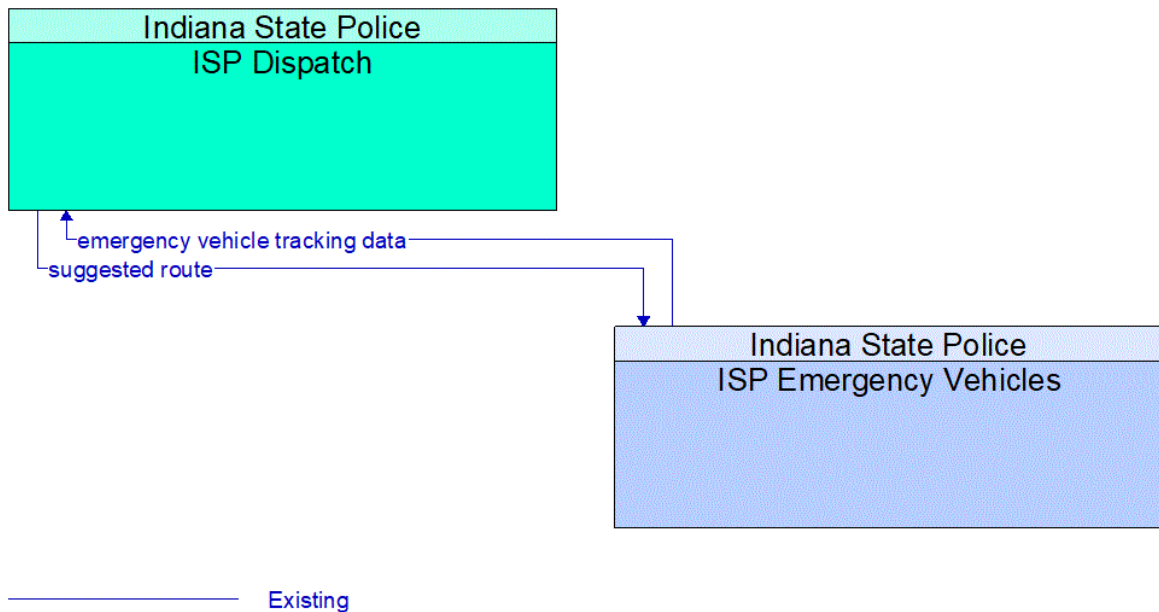 Indiana State Police
ISP Dispatch
emergency vehicle tracking data
suggested route
Indiana State Police
ISP Emergency Vehicles
Existing